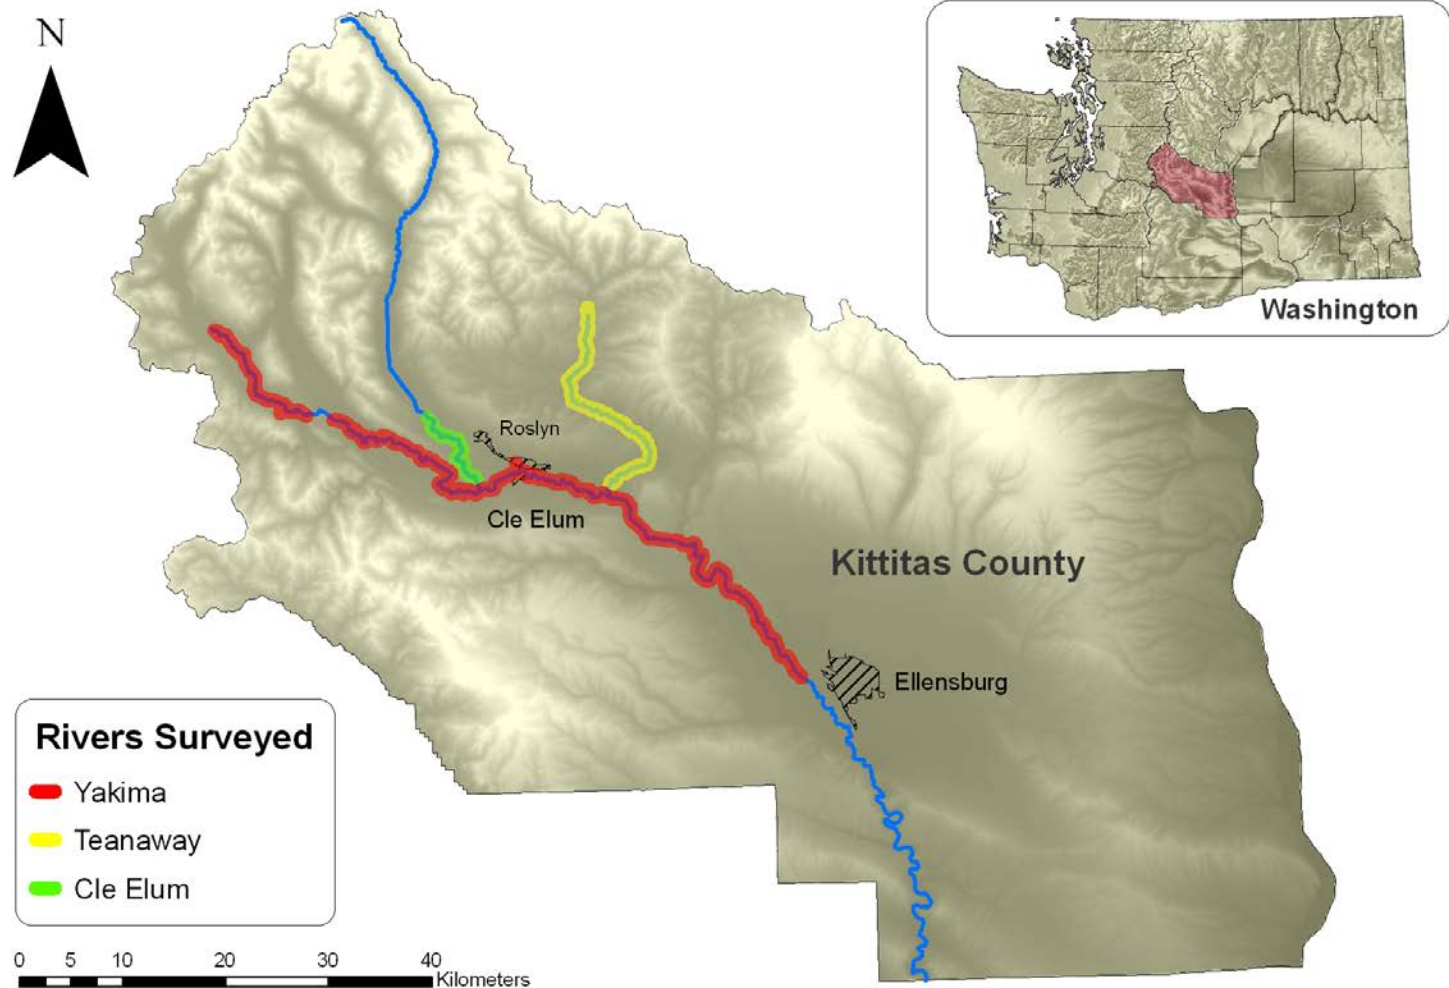 N
Washington
Roslyn
Cle Elum
Kittitas County
Ellensburg
Rivers Surveyed
Yakima
Teanaway
Cle Elum
0 5 10 20 30 40
Kilometers